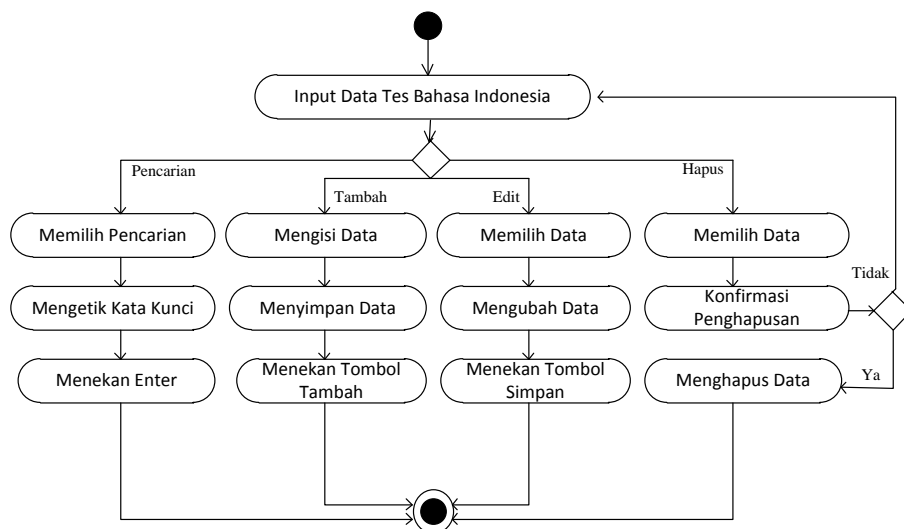 Input Data Tes Bahasa Indonesia
Pencarian
Tambah
Edit
Hapus
Memilih Pencarian
Mengisi Data
Memilih Data
Memilih Data
Tidak
Mengetik Kata Kunci
Menyimpan Data
Mengubah Data
Konfirmasi
Penghapusan
Menekan Enter
Menekan Tombol
Tambah
Menekan Tombol
Simpan
Menghapus Data
Ya